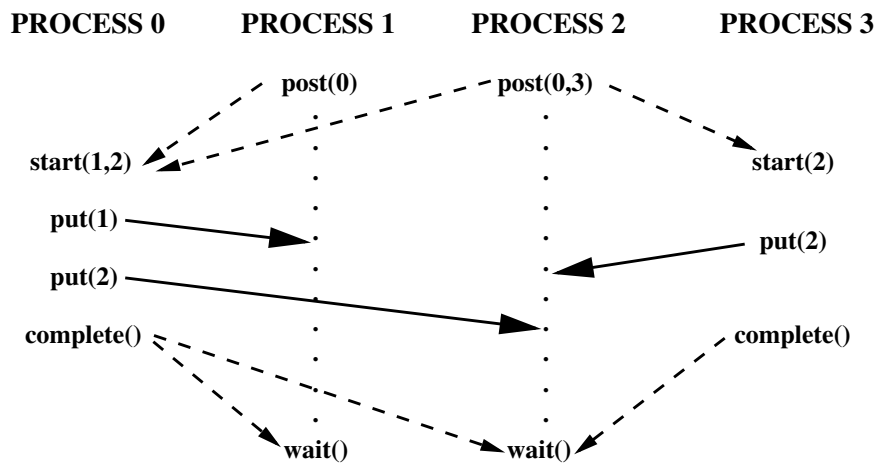 PROCESS 0 PROCESS 1 PROCESS 2 PROCESS 3
post(0) post(0,3)
start(1,2) start(2)
put(1)
put(2)
put(2)
complete() complete()
wait() wait()